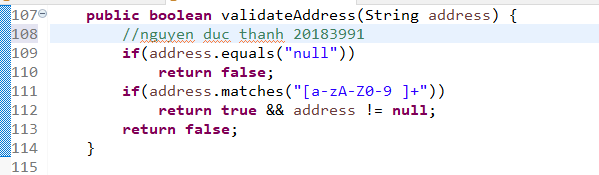 107 public boolean validateAddress(String address) {
108 //nguyen duc thanh 20183991
109 if(address.equals("null"))
110 return false;
111 if(address.matches("[a-zA-Z0-9 ]+"))
112 return true && address != null;
113 return false;
114 }
115